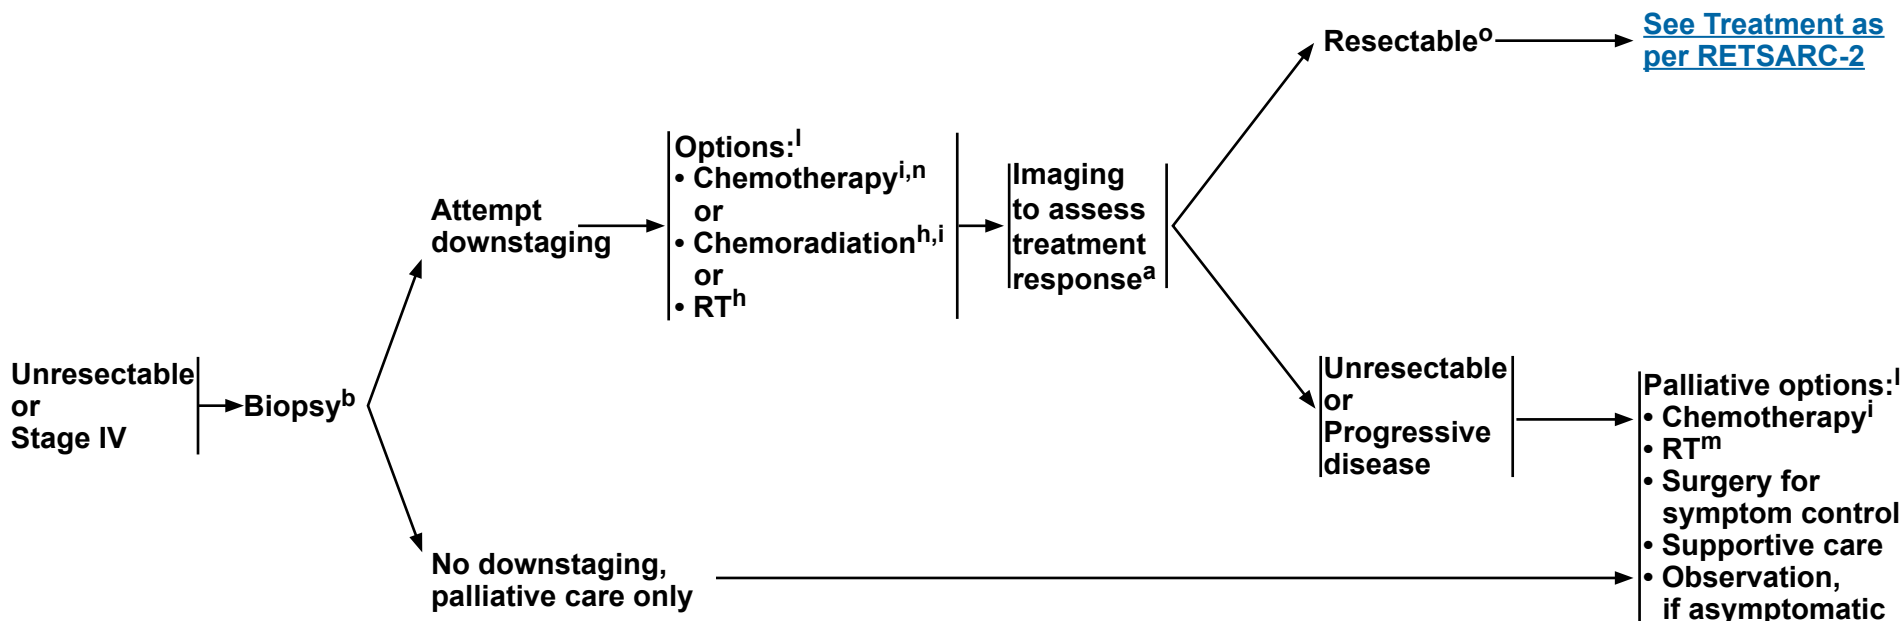 Unresectable
or
Stage IV
Biopsyb
Attempt
downstaging
Options:l
• Chemotherapyi,n
or
• Chemoradiationh,i
or
• RTh
Imaging
to assess
treatment
responsea
Resectableo
See Treatment as
per RETSARC-2
Unresectable
or
Progressive
disease
No downstaging,
palliative care only
Palliative options:l
• Chemotherapyi
• RTm
• Surgery for
symptom control
• Supportive care
• Observation,
if asymptomatic